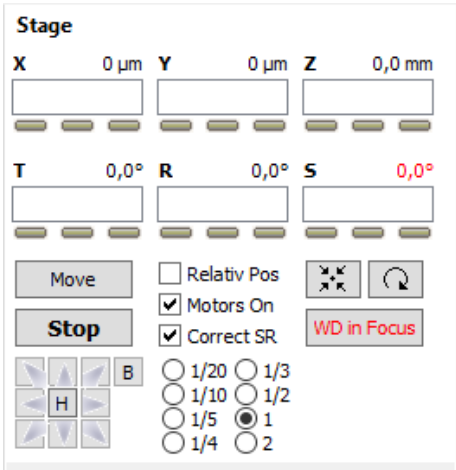 Stage
X 0 µm Y 0 µm Z 0,0 mm
T 0,0° R 0,0° S 0,0°
Move Relativ Pos
Motors On
Stop Correct SR WD in Focus
B 1/20 1/3
H 1/10 1/2
1/5 1
1/4 2